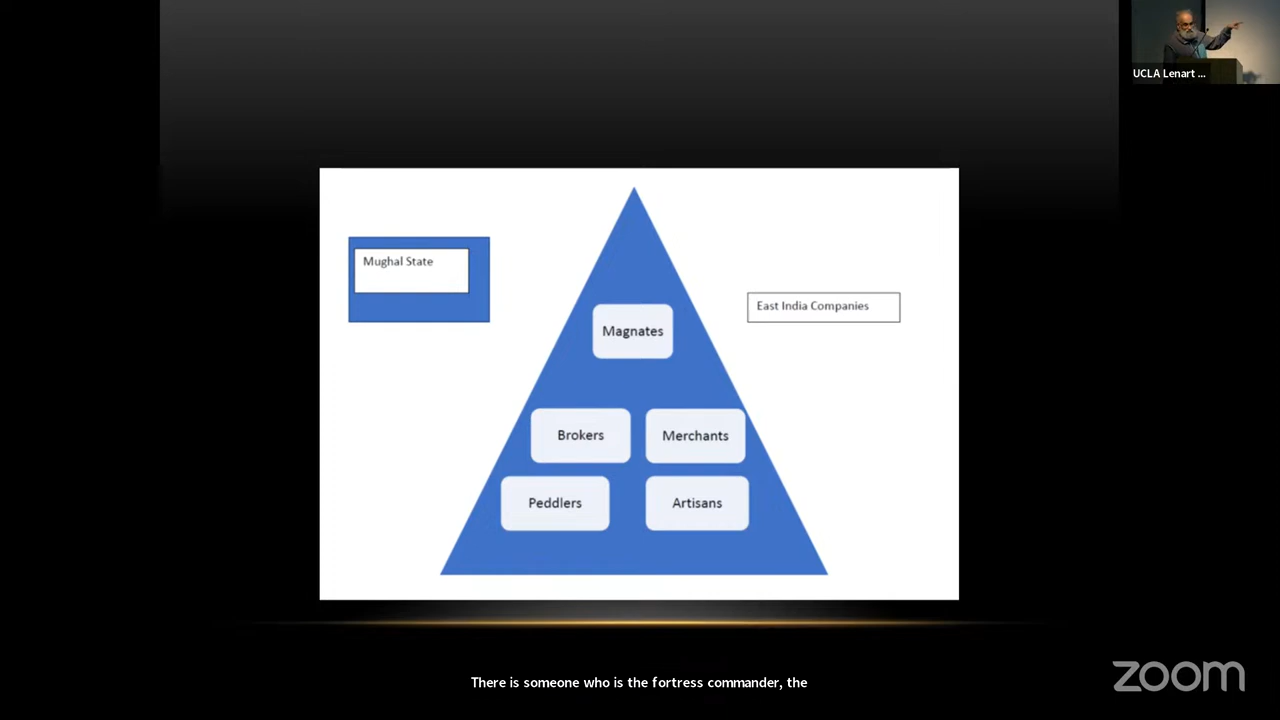 UCLA Lenart ...
Mughal State
East India Companies
Magnates
Brokers
Merchants
Peddlers
Artisans
There is someone who is the fortress commander, the
zoom